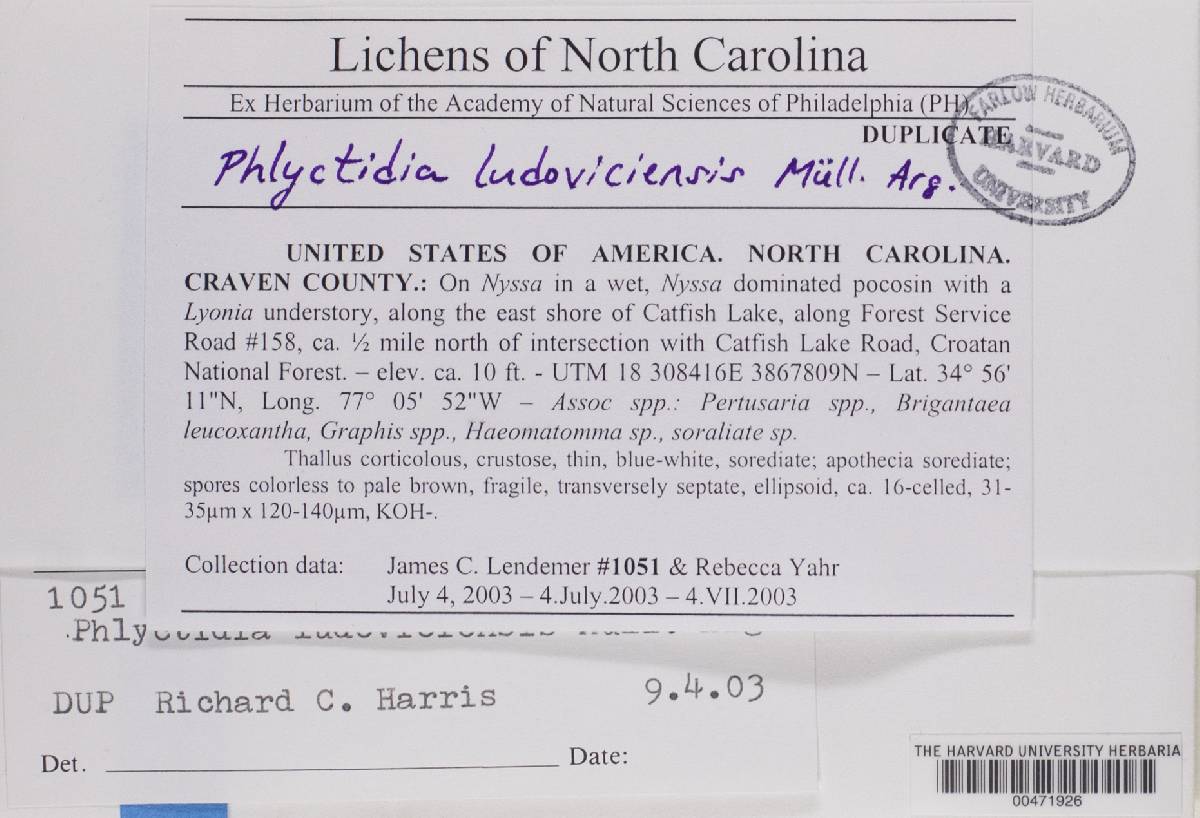 Lichens of North Carolina
Ex Herbarium of the Academy of Natural Sciences of Philadelphia (PH)
DUPLICATE
FARLOW HERBARIUM
HARVARD
UNIVERSITY
Phlyctidia ludoviciensis Müll. Arg.
UNITED STATES OF AMERICA. NORTH CAROLINA.
CRAVEN COUNTY.: On Nyssa in a wet, Nyssa dominated pocosin with a
Lyonia understory, along the east shore of Catfish Lake, along Forest Service
Road #158, ca. ½ mile north of intersection with Catfish Lake Road, Croatan
National Forest. – elev. ca. 10 ft. - UTM 18 308416E 3867809N – Lat. 34° 56'
11"N, Long. 77° 05' 52"W – Assoc spp.: Pertusaria spp., Brigantaea
leucoxantha, Graphis spp., Haeomatomma sp., soraliate sp.
Thallus corticolous, crustose, thin, blue-white, sorediate; apothecia sorediate;
spores colorless to pale brown, fragile, transversely septate, ellipsoid, ca. 16-celled, 31-
35µm x 120-140µm, KOH-.
Collection data: James C. Lendemer #1051 & Rebecca Yahr
July 4, 2003 – 4.July.2003 – 4.VII.2003
1051
Phlyctidia ludoviciensis
DUP Richard C. Harris 9.4.03
Det. Date:
THE HARVARD UNIVERSITY HERBARIA
00471926